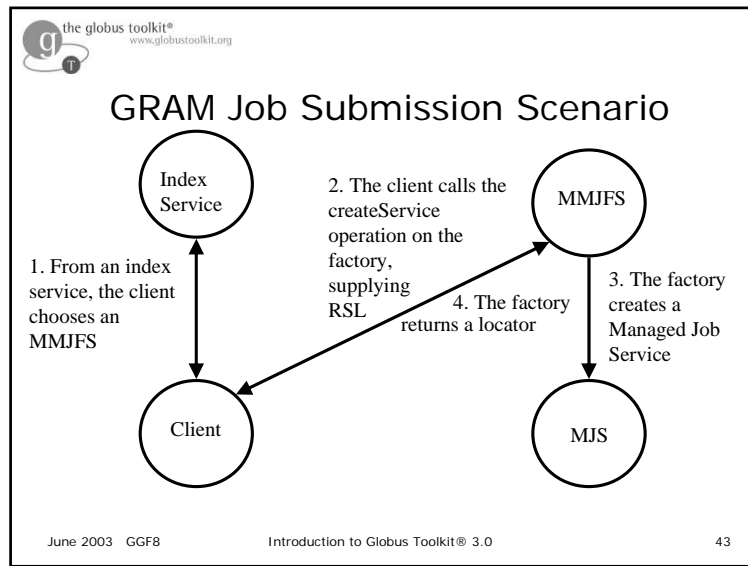 the globus toolkit®
www.globustoolkit.org
g
T
GRAM Job Submission Scenario
Index
Service
1. From an index
service, the client
chooses an
MMJFS
Client
2. The client calls the
createService
operation on the
factory,
supplying
RSL
4. The factory
returns a locator
MMJFS
3. The factory
creates a
Managed Job
Service
MJS
June 2003 GGF8
Introduction to Globus Toolkit® 3.0
43